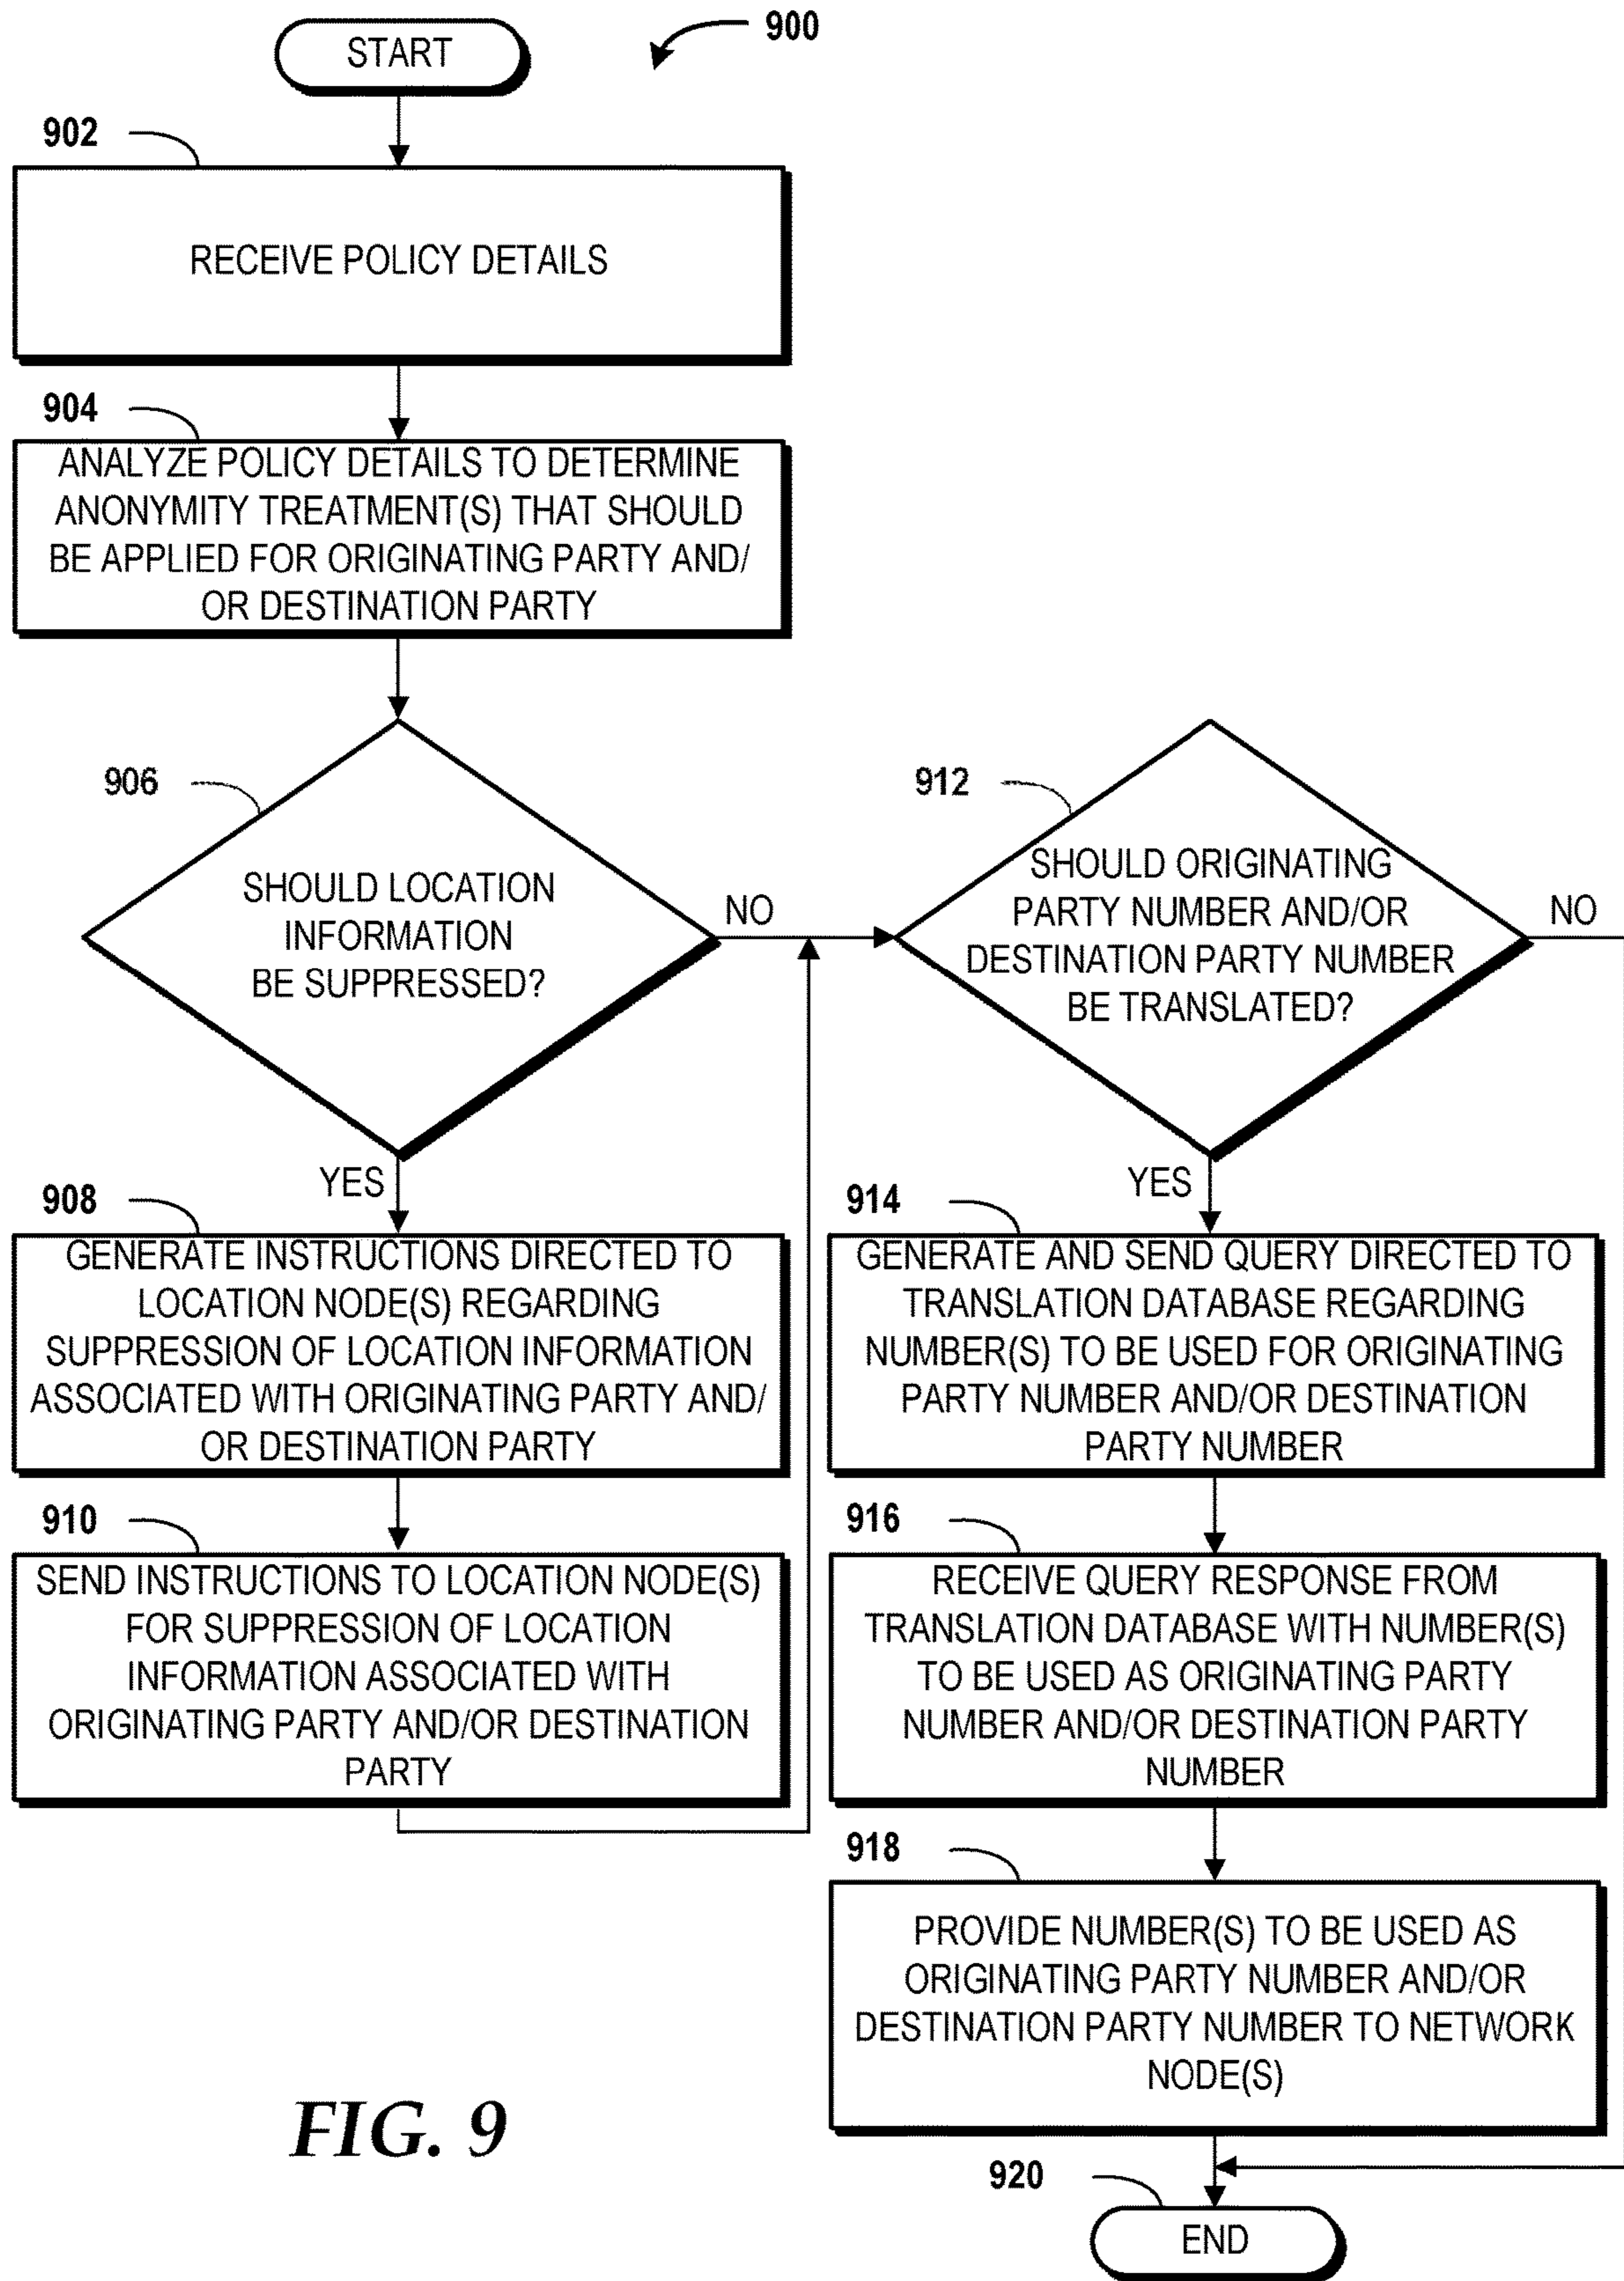 START
900
902
RECEIVE POLICY DETAILS
904
ANALYZE POLICY DETAILS TO DETERMINE
ANONYMITY TREATMENT(S) THAT SHOULD
BE APPLIED FOR ORIGINATING PARTY AND/
OR DESTINATION PARTY
906
SHOULD LOCATION
INFORMATION
BE SUPPRESSED?
NO
YES
908
GENERATE INSTRUCTIONS DIRECTED TO
LOCATION NODE(S) REGARDING
SUPPRESSION OF LOCATION INFORMATION
ASSOCIATED WITH ORIGINATING PARTY AND/
OR DESTINATION PARTY
910
SEND INSTRUCTIONS TO LOCATION NODE(S)
FOR SUPPRESSION OF LOCATION
INFORMATION ASSOCIATED WITH
ORIGINATING PARTY AND/OR DESTINATION
PARTY
912
SHOULD ORIGINATING
PARTY NUMBER AND/OR
DESTINATION PARTY NUMBER
BE TRANSLATED?
NO
YES
914
GENERATE AND SEND QUERY DIRECTED TO
TRANSLATION DATABASE REGARDING
NUMBER(S) TO BE USED FOR ORIGINATING
PARTY NUMBER AND/OR DESTINATION
PARTY NUMBER
916
RECEIVE QUERY RESPONSE FROM
TRANSLATION DATABASE WITH NUMBER(S)
TO BE USED AS ORIGINATING PARTY
NUMBER AND/OR DESTINATION PARTY
NUMBER
918
PROVIDE NUMBER(S) TO BE USED AS
ORIGINATING PARTY NUMBER AND/OR
DESTINATION PARTY NUMBER TO NETWORK
NODE(S)
920
END
FIG. 9